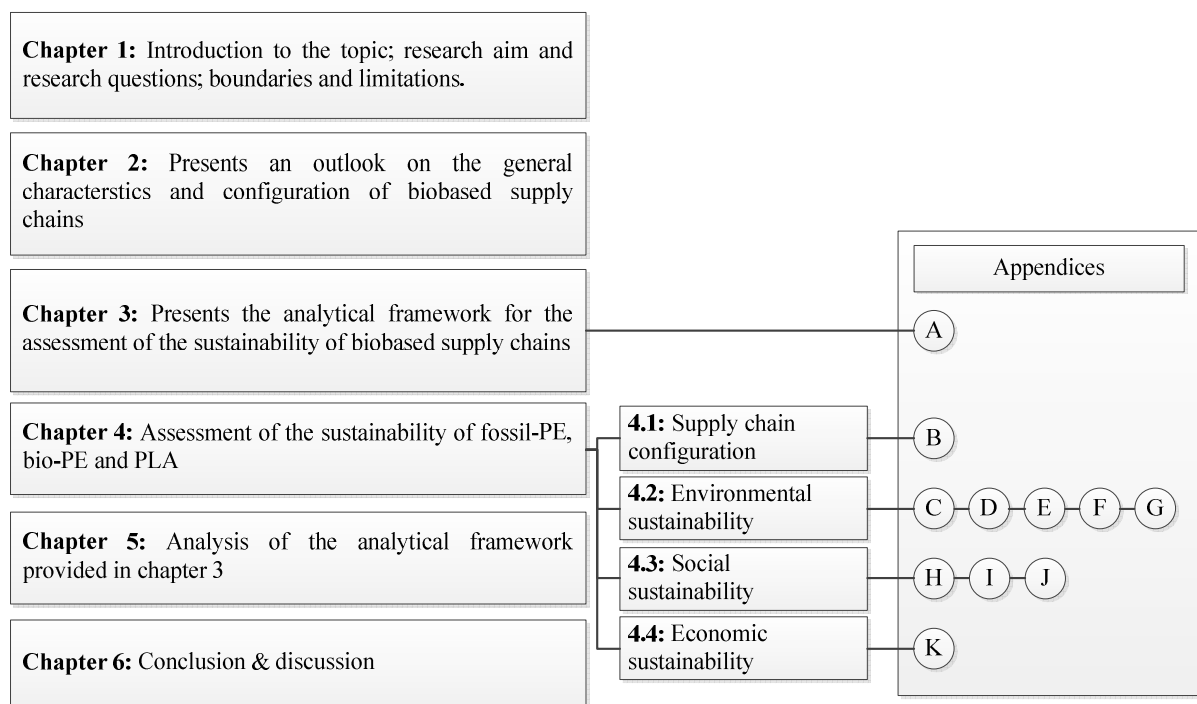 Chapter 1: Introduction to the topic; research aim and
research questions; boundaries and limitations.
Chapter 2: Presents an outlook on the general
characterstics and configuration of biobased supply
chains
Chapter 3: Presents the analytical framework for the
assessment of the sustainability of biobased supply chains
Chapter 4: Assessment of the sustainability of fossil-PE,
bio-PE and PLA
Chapter 5: Analysis of the analytical framework
provided in chapter 3
Chapter 6: Conclusion & discussion
4.1: Supply chain
configuration
4.2: Environmental
sustainability
4.3: Social
sustainability
4.4: Economic
sustainability
Appendices
A
B
C D E F G
H I J
K